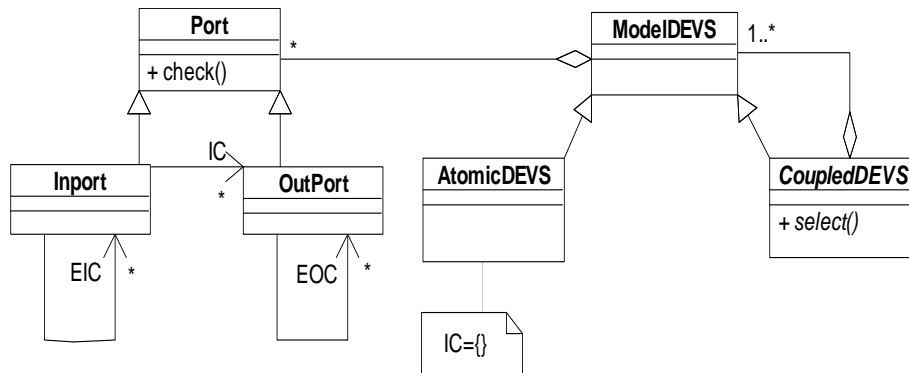 Port
ModelDEVS
*
1..*
+ check()
IC
*
Inport
OutPort
AtomicDEVS
CoupledDEVS
+ select()
EIC
*
EOC
*
IC={}